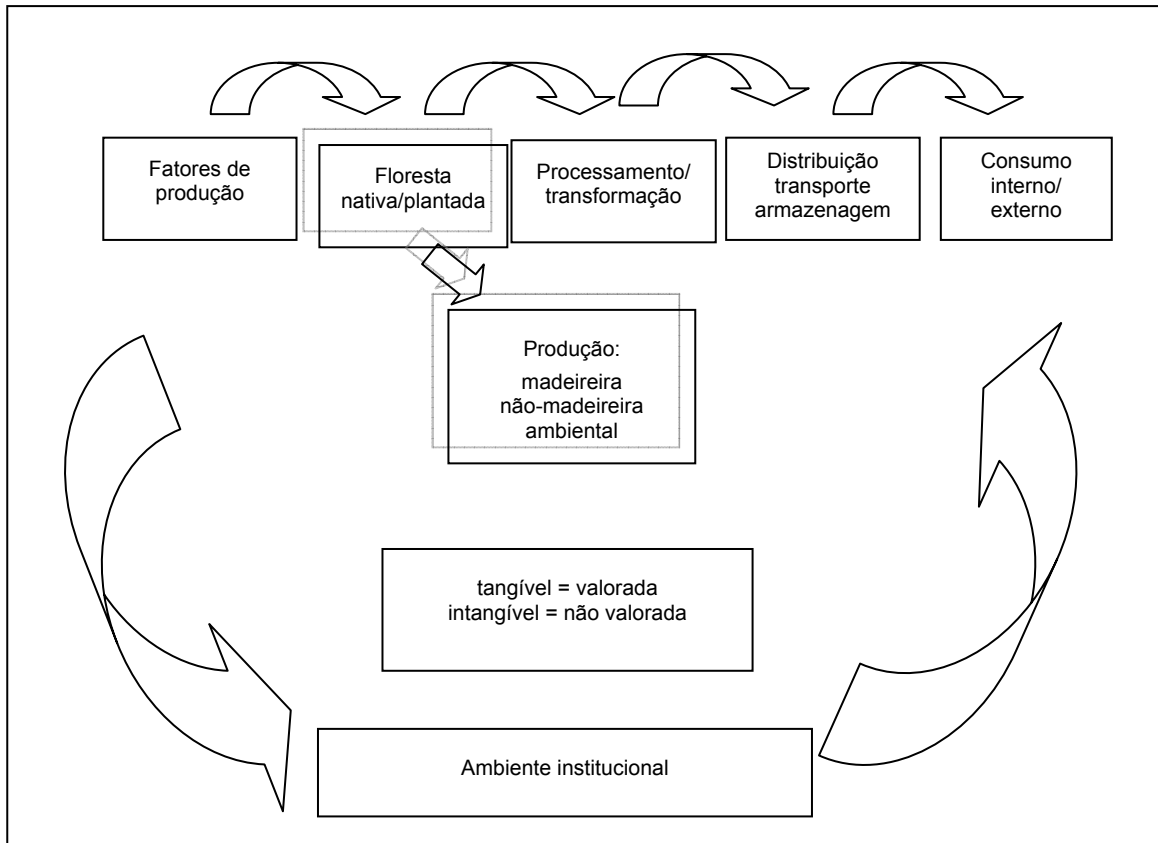 Fatores de
produção
Floresta
nativa/plantada
Processamento/
transformação
Distribuição
transporte
armazenagem
Consumo
interno/
externo
Produção:
madeireira
não-madeireira
ambiental
tangível = valorada
intangível = não valorada
Ambiente institucional